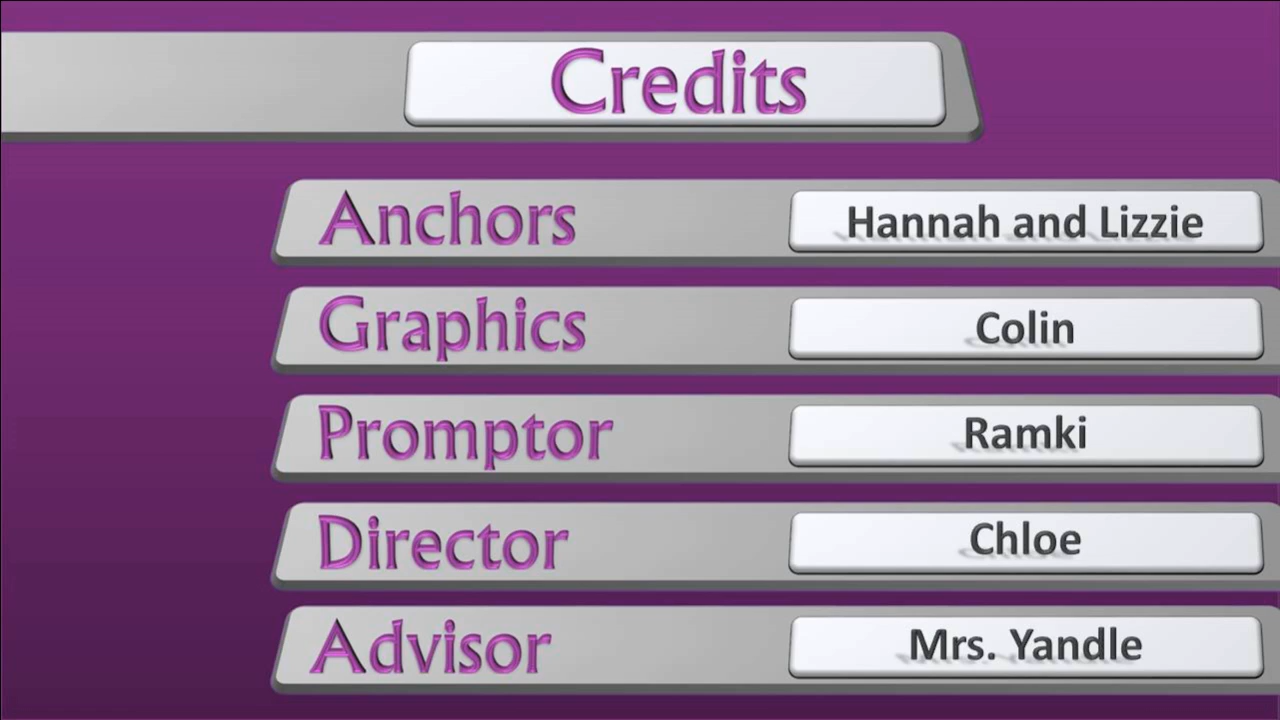 Credits
Anchors Hannah and Lizzie
Graphics Colin
Promptor Ramki
Director Chloe
Advisor Mrs. Yandle